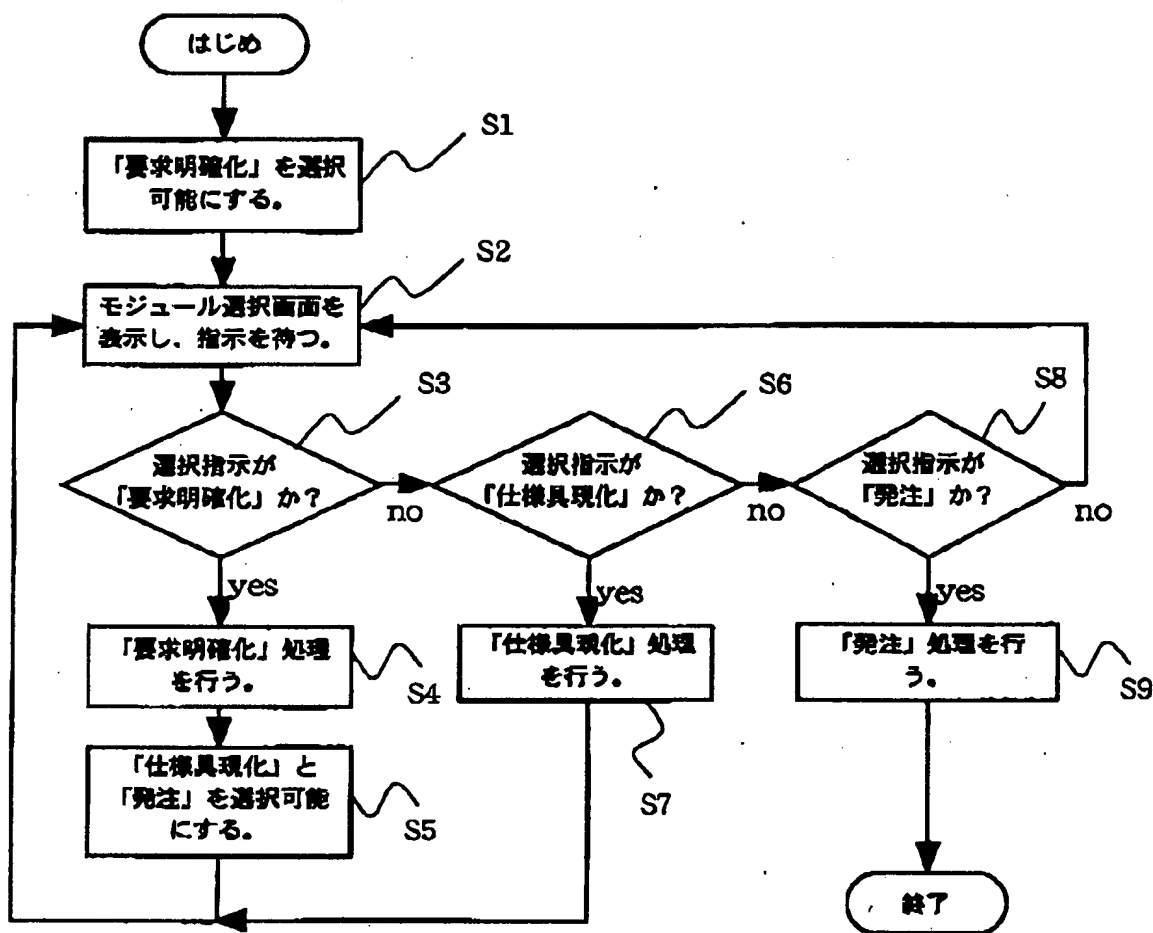 はじめ
S1
「要求明確化」を選択
可能にする。
S2
モジュール選択画面を
表示し、指示を待つ。
S3
選択指示が
「要求明確化」か?
no
S6
選択指示が
「仕様具現化」か?
no
S8
選択指示が
「発注」か?
no
yes
yes
yes
「要求明確化」処理
を行う。
S4
「仕様具現化」処理
を行う。
S7
「発注」処理を行
う。
S9
「仕様具現化」と
「発注」を選択可能
にする。
S5
終了